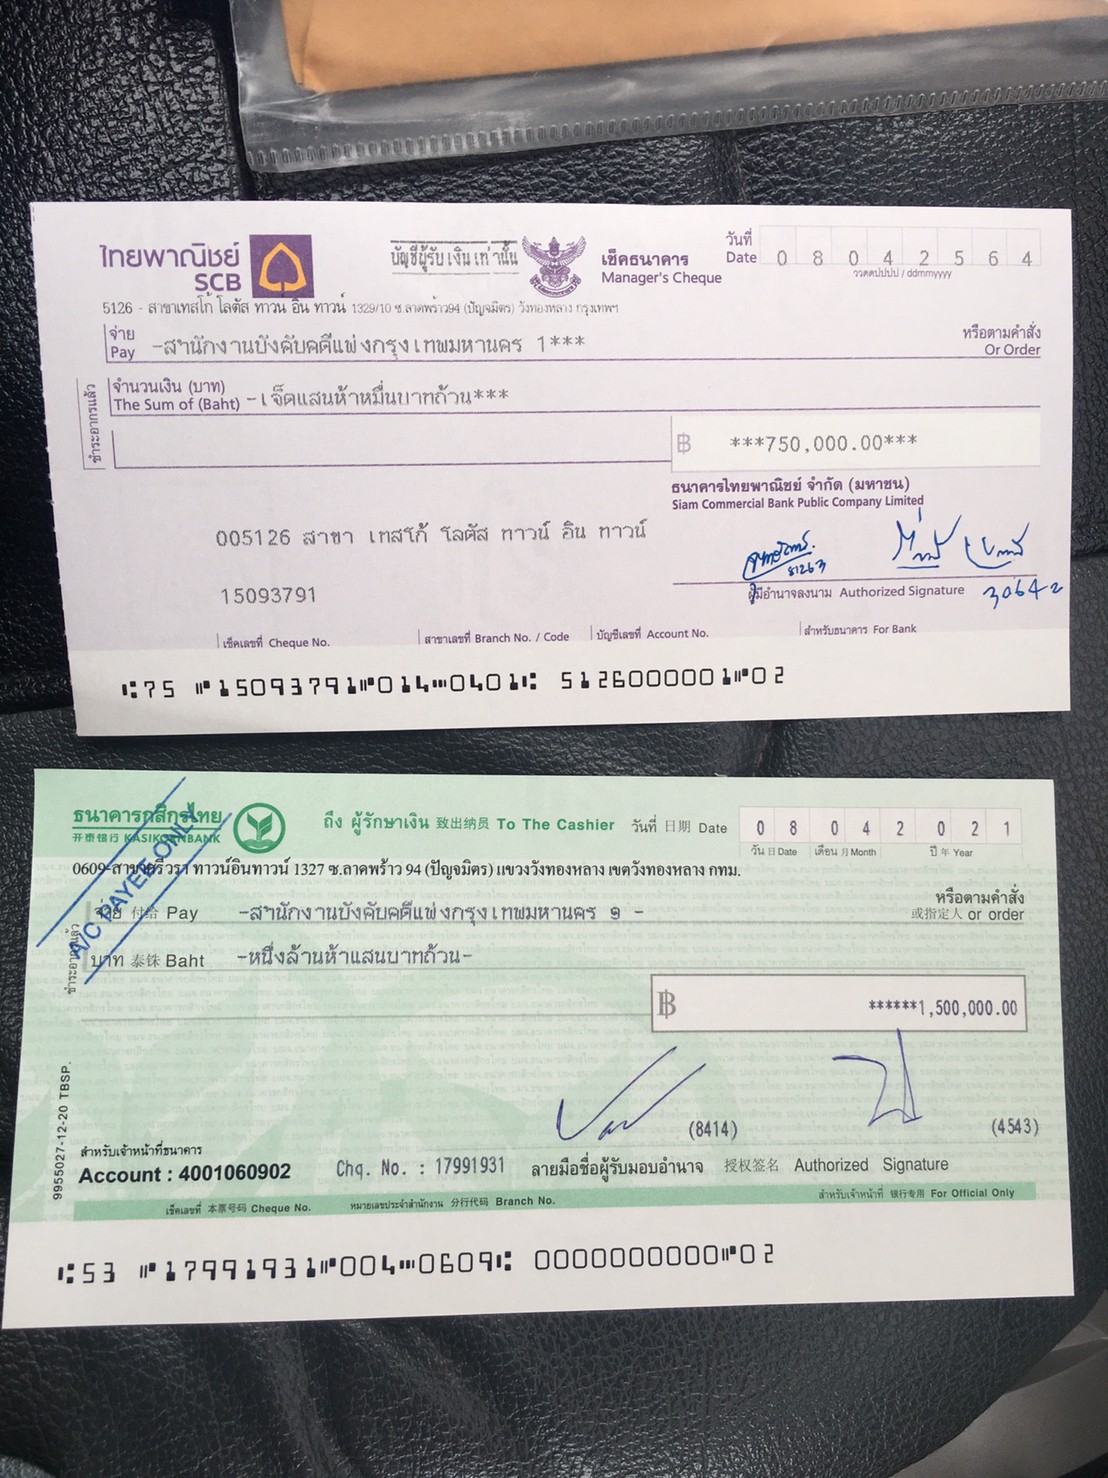 ไทยพาณิชย์
SCB
บัญชีผู้รับเงินเท่านั้น
เช็คธนาคาร
Manager's Cheque
วันที่
Date 0 8 0 4 2 5 6 4
ววดดปปปป / ddmmyyyy
5126 - สาขาเทสโก้ โลตัส ทาวน์ อิน ทาวน์ 1329/10 ซ.ลาดพร้าว94 (ปัญจมิตร) วังทองหลาง กรุงเทพฯ
จ่าย
Pay -สำนักงานบังคับคดีแพ่งกรุงเทพมหานคร 1***
หรือตามคำสั่ง
Or Order
ชำระอากรแล้ว
จำนวนเงิน (บาท)
The Sum of (Baht) -เจ็ดแสนห้าหมื่นบาทถ้วน***
฿ ***750,000.00***
ธนาคารไทยพาณิชย์ จำกัด (มหาชน)
Siam Commercial Bank Public Company Limited
005126 สาขา เทสโก้ โลตัส ทาวน์ อิน ทาวน์
81263
15093791
ผู้มีอำนาจลงนาม Authorized Signature 30642
เช็คเลขที่ Cheque No.
สาขาเลขที่ Branch No. / Code
บัญชีเลขที่ Account No.
สำหรับธนาคาร For Bank
⑆75 ⑈15093791⑈014⑉0401⑆ 5126000001⑈02
ธนาคารกสิกรไทย
开泰银行 KASIKORNBANK
A/C PAYEE ONLY
ถึง ผู้รักษาเงิน 致出纳员 To The Cashier
วันที่ 日期 Date 0 8 0 4 2 0 2 1
วัน 日 Date เดือน 月 Month ปี 年 Year
0609-สาขาศรีวรา ทาวน์อินทาวน์ 1327 ซ.ลาดพร้าว 94 (ปัญจมิตร) แขวงวังทองหลาง เขตวังทองหลาง กทม.
จ่าย 付给 Pay -สำนักงานบังคับคดีแพ่งกรุงเทพมหานคร ๑ -
หรือตามคำสั่ง
或指定人 or order
ชำระอากรแล้ว
บาท 泰铢 Baht -หนึ่งล้านห้าแสนบาทถ้วน-
฿ ******1,500,000.00
9955027-12-20 TBSP.
(8414)
(4543)
สำหรับเจ้าหน้าที่ธนาคาร
Account : 4001060902
Chq. No. : 17991931
ลายมือชื่อผู้รับมอบอำนาจ 授权签名 Authorized Signature
เช็คเลขที่ 本票号码 Cheque No.
หมายเลขประจำสำนักงาน 分行代码 Branch No.
สำหรับเจ้าหน้าที่ 银行专用 For Official Only
⑆53 ⑈17991931⑈004⑉0609⑆ 0000000000⑈02